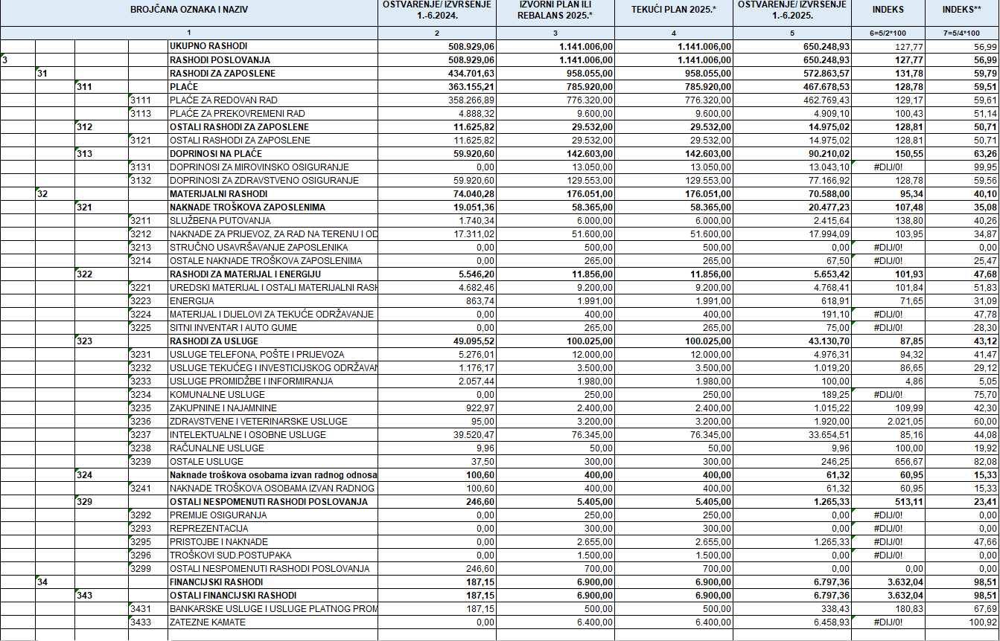 BROJČANA OZNAKA I NAZIV OSTVARENJE/ IZVRSENJE 1.-6.2024. IZVORNI PLAN ILI REBALANS 2025.* TEKUĆI PLAN 2025.* OSTVARENJE/ IZVRSENJE 1.-6.2025. INDEKS INDEKS**
1 2 3 4 5 6=5/2*100 7=5/4*100
UKUPNO RASHODI 508.929,06 1.141.006,00 1.141.006,00 650.248,93 127,77 56,99
3 RASHODI POSLOVANJA 508.929,06 1.141.006,00 1.141.006,00 650.248,93 127,77 56,99
31 RASHODI ZA ZAPOSLENE 434.701,63 958.055,00 958.055,00 572.863,57 131,78 59,79
311 PLAĆE 363.155,21 785.920,00 785.920,00 467.678,53 128,78 59,51
3111 PLAĆE ZA REDOVAN RAD 358.266,89 776.320,00 776.320,00 462.769,43 129,17 59,61
3113 PLAĆE ZA PREKOVREMENI RAD 4.888,32 9.600,00 9.600,00 4.909,10 100,43 51,14
312 OSTALI RASHODI ZA ZAPOSLENE 11.625,82 29.532,00 29.532,00 14.975,02 128,81 50,71
3121 OSTALI RASHODI ZA ZAPOSLENE 11.625,82 29.532,00 29.532,00 14.975,02 128,81 50,71
313 DOPRINOSI NA PLAĆE 59.920,60 142.603,00 142.603,00 90.210,02 150,55 63,26
3131 DOPRINOSI ZA MIROVINSKO OSIGURANJE 0,00 13.050,00 13.050,00 13.043,10 #DIJ/0! 99,95
3132 DOPRINOSI ZA ZDRAVSTVENO OSIGURANJE 59.920,60 129.553,00 129.553,00 77.166,92 128,78 59,56
32 MATERIJALNI RASHODI 74.040,28 176.051,00 176.051,00 70.588,00 95,34 40,10
321 NAKNADE TROŠKOVA ZAPOSLENIMA 19.051,36 58.365,00 58.365,00 20.477,23 107,48 35,08
3211 SLUŽBENA PUTOVANJA 1.740,34 6.000,00 6.000,00 2.415,64 138,80 40,26
3212 NAKNADE ZA PRIJEVOZ, ZA RAD NA TERENU I OD 17.311,02 51.600,00 51.600,00 17.994,09 103,95 34,87
3213 STRUČNO USAVRŠAVANJE ZAPOSLENIKA 0,00 500,00 500,00 0,00 #DIJ/0! 0,00
3214 OSTALE NAKNADE TROŠKOVA ZAPOSLENIMA 0,00 265,00 265,00 67,50 #DIJ/0! 25,47
322 RASHODI ZA MATERIJAL I ENERGIJU 5.546,20 11.856,00 11.856,00 5.653,42 101,93 47,68
3221 UREDSKI MATERIJAL I OSTALI MATERIJALNI RASH 4.682,46 9.200,00 9.200,00 4.768,41 101,84 51,83
3223 ENERGIJA 863,74 1.991,00 1.991,00 618,91 71,65 31,09
3224 MATERIJAL I DIJELOVI ZA TEKUĆE ODRŽAVANJE 0,00 400,00 400,00 191,10 #DIJ/0! 47,78
3225 SITNI INVENTAR I AUTO GUME 0,00 265,00 265,00 75,00 #DIJ/0! 28,30
323 RASHODI ZA USLUGE 49.095,52 100.025,00 100.025,00 43.130,70 87,85 43,12
3231 USLUGE TELEFONA, POŠTE I PRIJEVOZA 5.276,01 12.000,00 12.000,00 4.976,31 94,32 41,47
3232 USLUGE TEKUĆEG I INVESTICIJSKOG ODRŽAVAN 1.176,17 3.500,00 3.500,00 1.019,20 86,65 29,12
3233 USLUGE PROMIDŽBE I INFORMIRANJA 2.057,44 1.980,00 1.980,00 100,00 4,86 5,05
3234 KOMUNALNE USLUGE 0,00 250,00 250,00 189,25 #DIJ/0! 75,70
3235 ZAKUPNINE I NAJAMNINE 922,97 2.400,00 2.400,00 1.015,22 109,99 42,30
3236 ZDRAVSTVENE I VETERINARSKE USLUGE 95,00 3.200,00 3.200,00 1.920,00 2.021,05 60,00
3237 INTELEKTUALNE I OSOBNE USLUGE 39.520,47 76.345,00 76.345,00 33.654,51 85,16 44,08
3238 RAČUNALNE USLUGE 9,96 50,00 50,00 9,96 100,00 19,92
3239 OSTALE USLUGE 37,50 300,00 300,00 246,25 656,67 82,08
324 Naknade troškova osobama izvan radnog odnosa 100,60 400,00 400,00 61,32 60,95 15,33
3241 NAKNADE TROŠKOVA OSOBAMA IZVAN RADNOG 100,60 400,00 400,00 61,32 60,95 15,33
329 OSTALI NESPOMENUTI RASHODI POSLOVANJA 246,60 5.405,00 5.405,00 1.265,33 513,11 23,41
3292 PREMIJE OSIGURANJA 0,00 250,00 250,00 0,00 #DIJ/0! 0,00
3293 REPREZENTACIJA 0,00 300,00 300,00 0,00 #DIJ/0! 0,00
3295 PRISTOJBE I NAKNADE 0,00 2.655,00 2.655,00 1.265,33 #DIJ/0! 47,66
3296 TROŠKOVI SUD.POSTUPAKA 0,00 1.500,00 1.500,00 0,00 #DIJ/0! 0,00
3299 OSTALI NESPOMENUTI RASHODI POSLOVANJA 246,60 700,00 700,00 0,00 0,00 0,00
34 FINANCIJSKI RASHODI 187,15 6.900,00 6.900,00 6.797,36 3.632,04 98,51
343 OSTALI FINANCIJSKI RASHODI 187,15 6.900,00 6.900,00 6.797,36 3.632,04 98,51
3431 BANKARSKE USLUGE I USLUGE PLATNOG PROM 187,15 500,00 500,00 338,43 180,83 67,69
3433 ZATEZNE KAMATE 0,00 6.400,00 6.400,00 6.458,93 #DIJ/0! 100,92